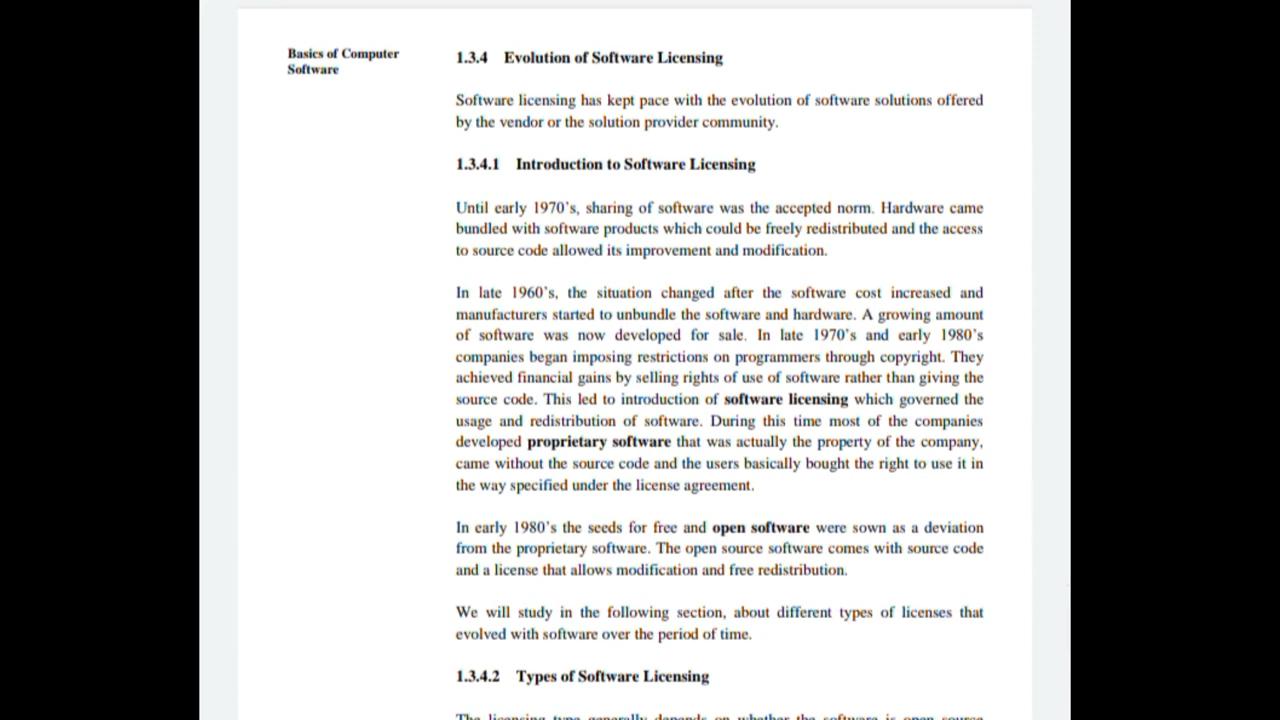 Basics of Computer
Software
1.3.4 Evolution of Software Licensing
Software licensing has kept pace with the evolution of software solutions offered
by the vendor or the solution provider community.
1.3.4.1 Introduction to Software Licensing
Until early 1970's, sharing of software was the accepted norm. Hardware came
bundled with software products which could be freely redistributed and the access
to source code allowed its improvement and modification.
In late 1960's, the situation changed after the software cost increased and
manufacturers started to unbundle the software and hardware. A growing amount
of software was now developed for sale. In late 1970's and early 1980's
companies began imposing restrictions on programmers through copyright. They
achieved financial gains by selling rights of use of software rather than giving the
source code. This led to introduction of software licensing which governed the
usage and redistribution of software. During this time most of the companies
developed proprietary software that was actually the property of the company,
came without the source code and the users basically bought the right to use it in
the way specified under the license agreement.
In early 1980's the seeds for free and open software were sown as a deviation
from the proprietary software. The open source software comes with source code
and a license that allows modification and free redistribution.
We will study in the following section, about different types of licenses that
evolved with software over the period of time.
1.3.4.2 Types of Software Licensing
The licensing type generally depends on whether the software is open source